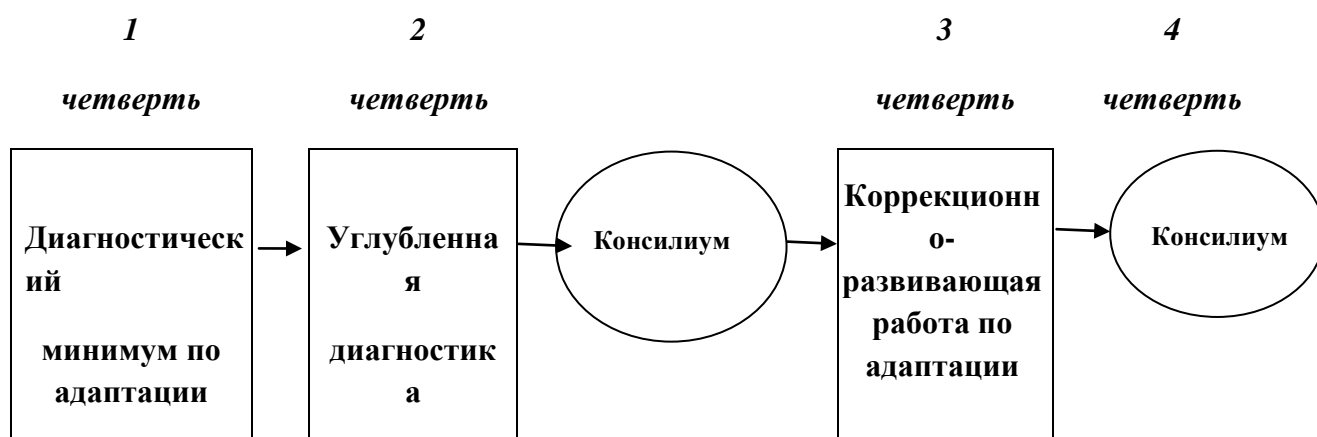 1
четверть
2
четверть
3
четверть
4
четверть
Диагностическ
ий
минимум по
адаптации
Углубленна
я
диагностик
а
Консилиум
Коррекционн
о-
развивающая
работа по
адаптации
Консилиум